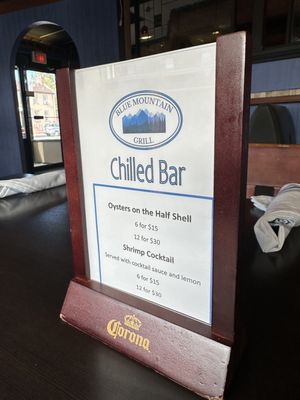 BLUE MOUNTAIN
GRILL
Chilled Bar
Oysters on the Half Shell
6 for $15
12 for $30
Shrimp Cocktail
Served with cocktail sauce and lemon
6 for $15
12 for $30
Corona